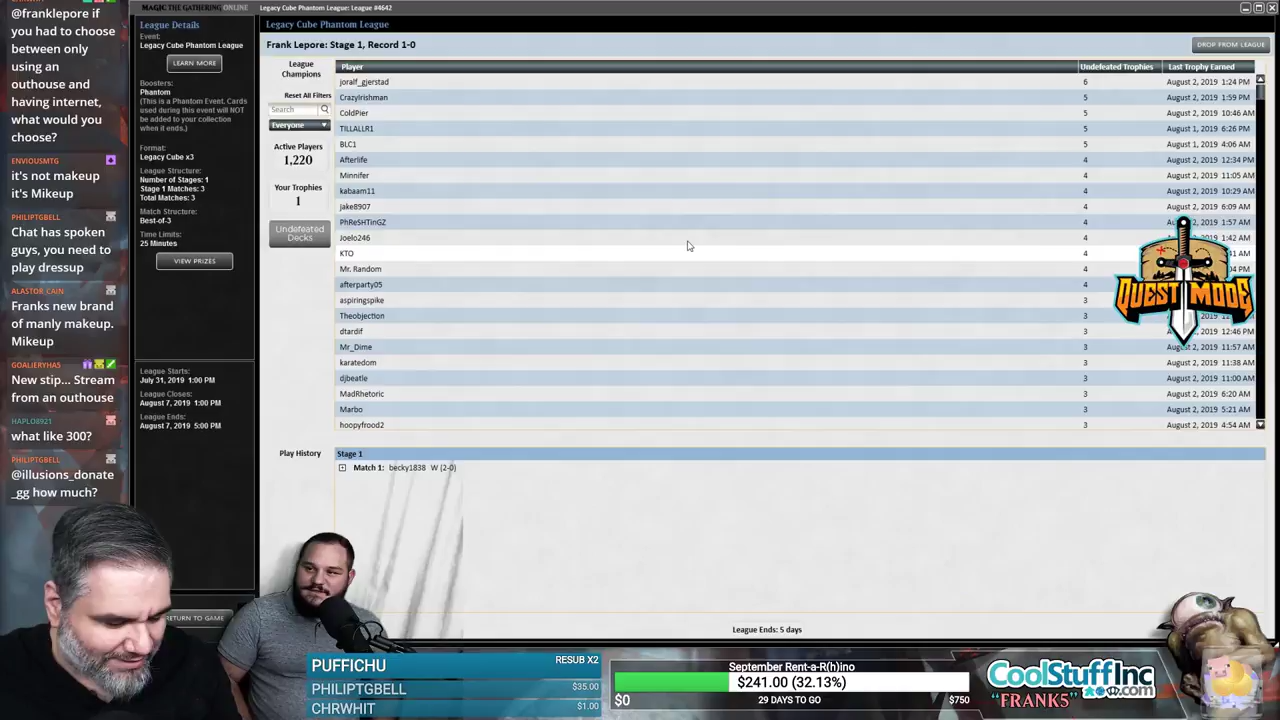 @franklepore if
you had to choose
between only
using an
outhouse and
having internet,
what would you
choose?
ENVIOUSMTG
it's not makeup
it's Mikeup
PHILIPTGBELL
Chat has spoken
guys, you need to
play dressup
ALASTOR_CAIN
Franks new brand
of manly makeup.
Mikeup
GOALIERYHAS
New stip... Stream
from an outhouse
HAPLO8921
what like 300?
PHILIPTGBELL
@illusions_donate
_gg how much?
MAGIC THE GATHERING ONLINE
Legacy Cube Phantom League: League #4642
League Details
Event:
Legacy Cube Phantom League
LEARN MORE
Boosters:
Phantom
(This is a Phantom Event. Cards
used during this event will NOT
be added to your collection
when it ends.)
Format:
Legacy Cube x3
League Structure:
Number of Stages: 1
Stage 1 Matches: 3
Total Matches: 3
Match Structure:
Best-of-3
Time Limits:
25 Minutes
VIEW PRIZES
League Starts:
July 31, 2019 1:00 PM
League Closes:
August 7, 2019 1:00 PM
League Ends:
August 7, 2019 5:00 PM
RETURN TO GAME
Legacy Cube Phantom League
Frank Lepore: Stage 1, Record 1-0
DROP FROM LEAGUE
League
Champions
Reset All Filters
Search
Everyone
Active Players
1,220
Your Trophies
1
Undefeated
Decks
Player Undefeated Trophies Last Trophy Earned
joralf_gjerstad 6 August 2, 2019 1:24 PM
CrazyIrishman 5 August 2, 2019 1:59 PM
ColdPier 5 August 2, 2019 10:46 AM
TILLALLR1 5 August 1, 2019 6:26 PM
BLC1 5 August 2, 2019 4:06 AM
Afterlife 4 August 2, 2019 12:34 PM
Minnifer 4 August 2, 2019 11:05 AM
kabaam11 4 August 2, 2019 10:29 AM
jake8907 4 August 2, 2019 6:09 AM
PhReSHTinGZ 4 August 2, 2019 1:57 AM
Joelo246 4 1:42 AM
KTO 4 :41 AM
Mr. Random 4 PM
afterparty05 4
aspiringspike 3
Theobjection 3
dtardif 3 12:46 PM
Mr_Dime 3 August 2, 2019 11:57 AM
karatedom 3 August 2, 2019 11:38 AM
djbeatle 3 August 2, 2019 11:00 AM
MadRhetoric 3 August 2, 2019 6:20 AM
Marbo 3 August 2, 2019 5:21 AM
hoopyfrood2 3 August 2, 2019 4:54 AM
QUEST MODE
Play History
Stage 1
Match 1: becky1838 W (2-0)
League Ends: 5 days
PUFFICHU RESUB X2
PHILIPTGBELL $35.00
CHRWHIT $1.00
September Rent-a-R(h)ino
$241.00 (32.13%)
$0 29 DAYS TO GO $750
CoolStuffInc
.com
"FRANKS"